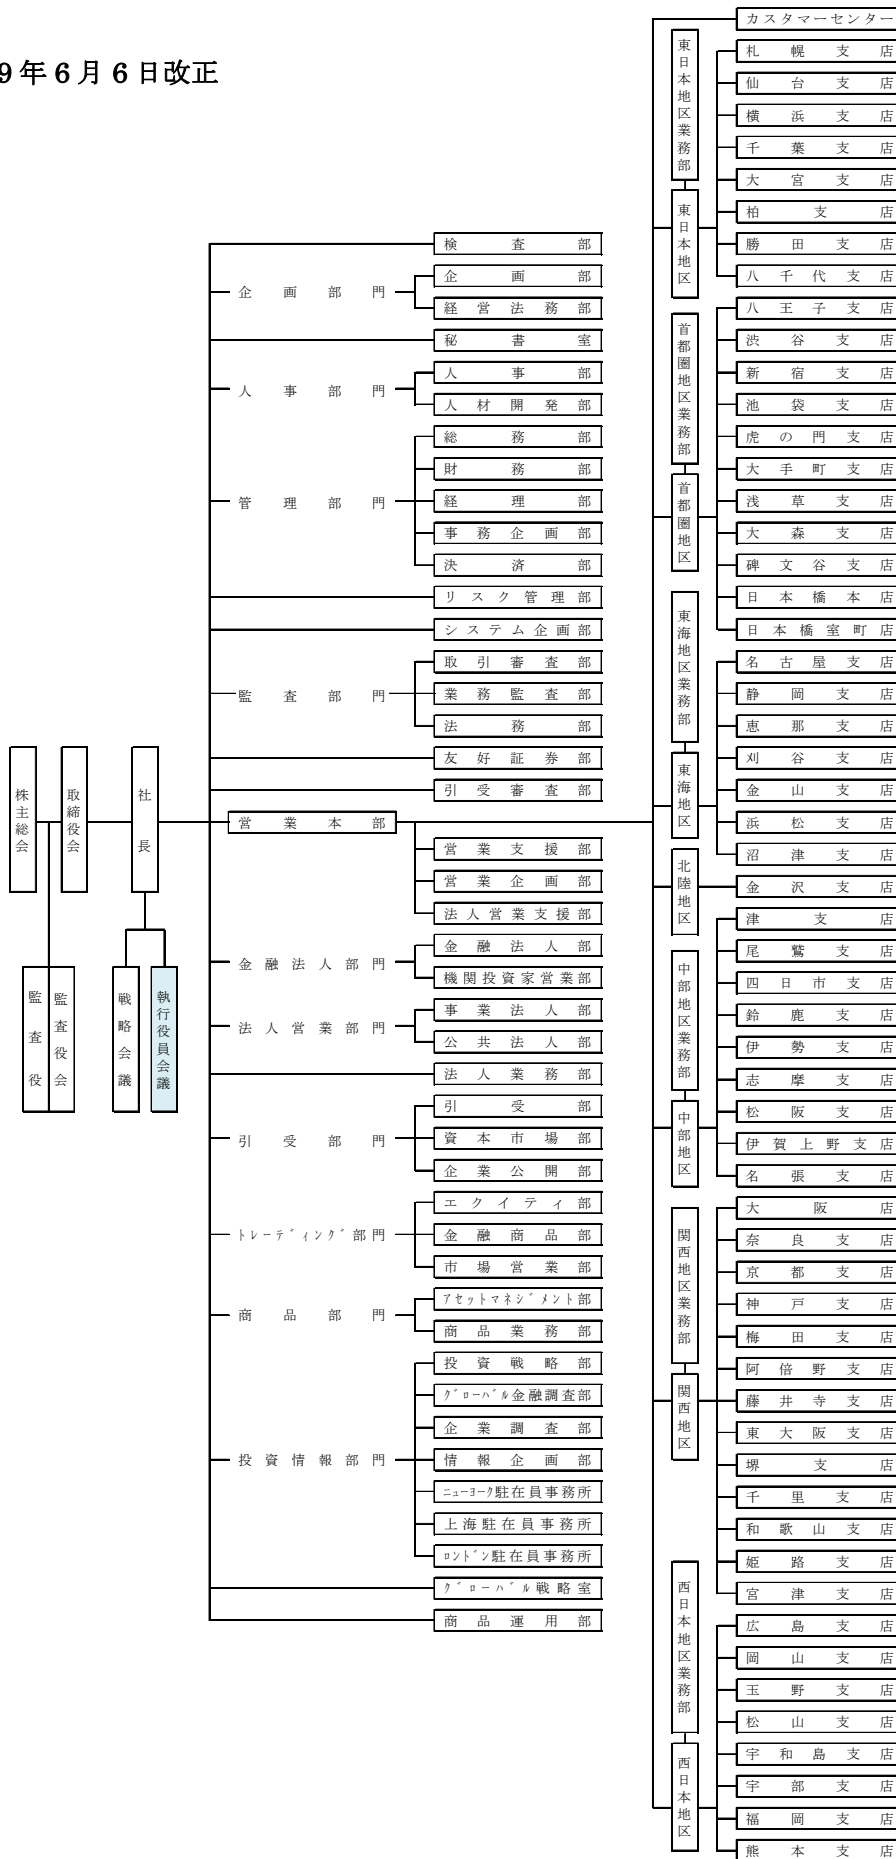 9年6月6日改正
株主総会
取締役会
社長
監査役
監査役会
戦略会議
執行役員会議
検査部
企画部門
企画部
経営法務部
秘書室
人事部門
人事部
人材開発部
管理部門
総務部
財務部
経理部
事務企画部
決済部
リスク管理部
システム企画部
監査部門
取引審査部
業務監査部
法務部
友好証券部
引受審査部
営業本部
営業支援部
営業企画部
法人営業支援部
金融法人部門
金融法人部
機関投資家営業部
法人営業部門
事業法人部
公共法人部
法人業務部
引受部門
引受部
資本市場部
企業公開部
ﾄﾚｰﾃﾞｨﾝｸﾞ部門
エクイティ部
金融商品部
市場営業部
商品部門
ｱｾｯﾄﾏﾈｼﾞﾒﾝﾄ部
商品業務部
投資情報部門
投資戦略部
ｸﾞﾛｰﾊﾞﾙ金融調査部
企業調査部
情報企画部
ﾆｭｰﾖｰｸ駐在員事務所
上海駐在員事務所
ﾛﾝﾄﾞﾝ駐在員事務所
ｸﾞﾛｰﾊﾞﾙ戦略室
商品運用部
カスタマーセンター
東日本地区業務部
東日本地区
札幌支店
仙台支店
横浜支店
千葉支店
大宮支店
柏支店
勝田支店
八千代支店
首都圏地区業務部
首都圏地区
八王子支店
渋谷支店
新宿支店
池袋支店
虎の門支店
大手町支店
浅草支店
大森支店
碑文谷支店
日本橋本店
日本橋室町店
東海地区業務部
東海地区
名古屋支店
静岡支店
恵那支店
刈谷支店
金山支店
浜松支店
沼津支店
北陸地区
金沢支店
中部地区業務部
中部地区
津支店
尾鷲支店
四日市支店
鈴鹿支店
伊勢支店
志摩支店
松阪支店
伊賀上野支店
名張支店
関西地区業務部
関西地区
大阪店
奈良支店
京都支店
神戸支店
梅田支店
阿倍野支店
藤井寺支店
東大阪支店
堺支店
千里支店
和歌山支店
姫路支店
宮津支店
西日本地区業務部
西日本地区
広島支店
岡山支店
玉野支店
松山支店
宇和島支店
宇部支店
福岡支店
熊本支店